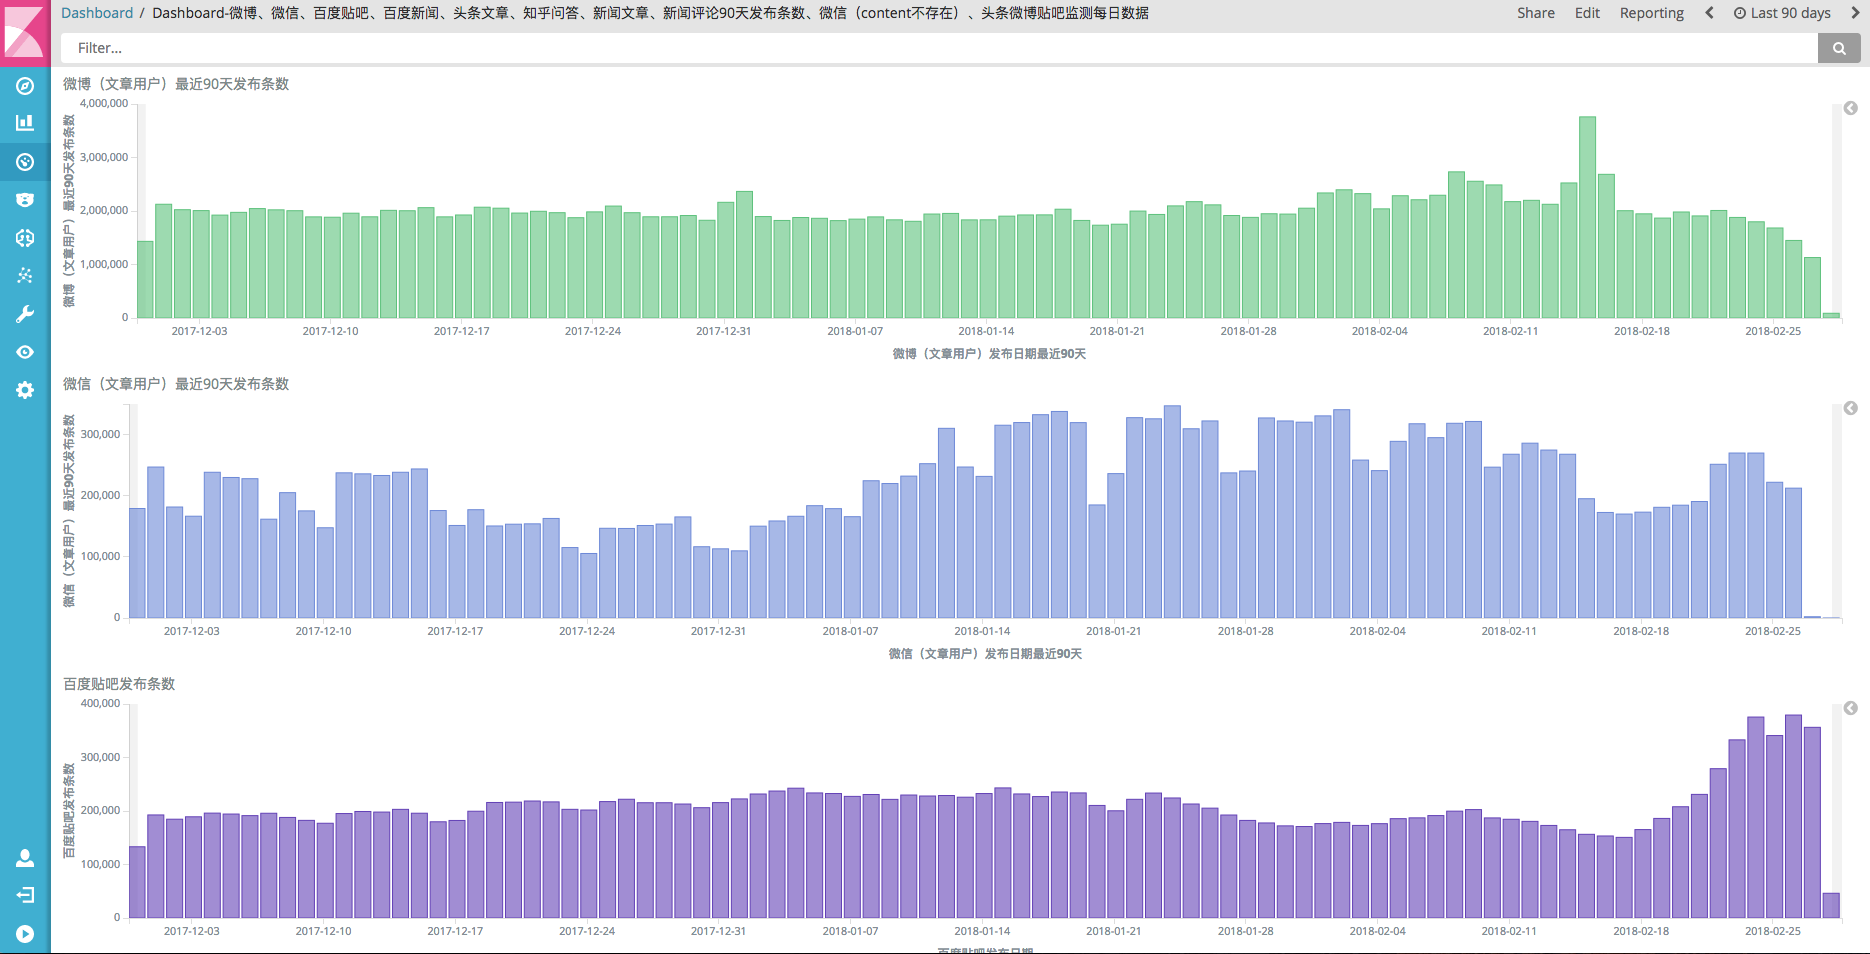 Dashboard / Dashboard-微博、微信、百度贴吧、百度新闻、头条文章、知乎问答、新闻文章、新闻评论90天发布条数、微信（content不存在）、头条微博贴吧监测每日数据
Share Edit Reporting Last 90 days
Filter...
微博（文章用户）最近90天发布条数
微博（文章用户）最近90天发布条数
4,000,000
3,000,000
2,000,000
1,000,000
0
2017-12-03 2017-12-10 2017-12-17 2017-12-24 2017-12-31 2018-01-07 2018-01-14 2018-01-21 2018-01-28 2018-02-04 2018-02-11 2018-02-18 2018-02-25
微博（文章用户）发布日期最近90天
微信（文章用户）最近90天发布条数
微信（文章用户）最近90天发布条数
300,000
200,000
100,000
0
2017-12-03 2017-12-10 2017-12-17 2017-12-24 2017-12-31 2018-01-07 2018-01-14 2018-01-21 2018-01-28 2018-02-04 2018-02-11 2018-02-18 2018-02-25
微信（文章用户）发布日期最近90天
百度贴吧发布条数
百度贴吧发布条数
400,000
300,000
200,000
100,000
0
2017-12-03 2017-12-10 2017-12-17 2017-12-24 2017-12-31 2018-01-07 2018-01-14 2018-01-21 2018-01-28 2018-02-04 2018-02-11 2018-02-18 2018-02-25
百度贴吧发布日期